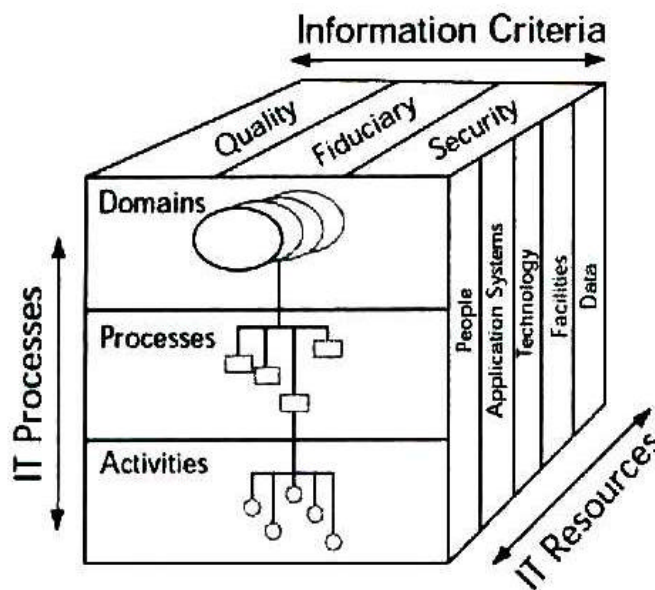 Information Criteria
Quality
Fiduciary
Security
Domains
Processes
Activities
IT Processes
People
Application Systems
Technology
Facilities
Data
IT Resources